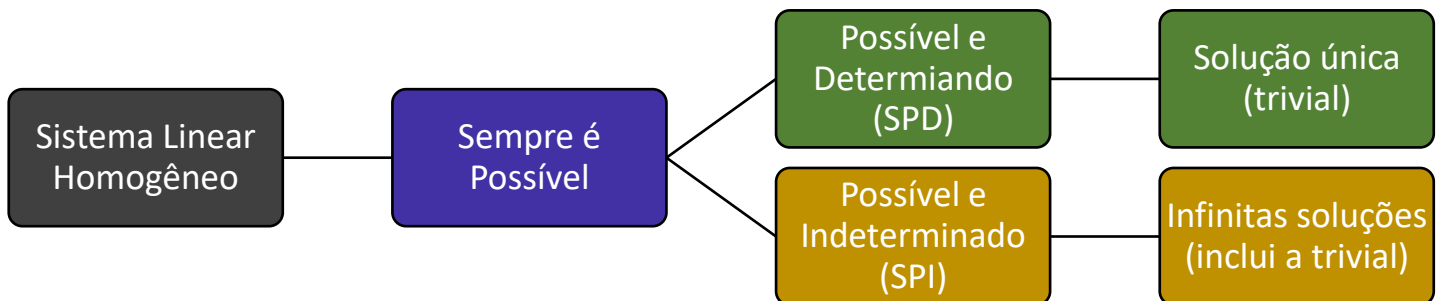 Sistema Linear
Homogêneo
Sempre é
Possível
Possível e
Determiando
(SPD)
Solução única
(trivial)
Possível e
Indeterminado
(SPI)
Infinitas soluções
(inclui a trivial)